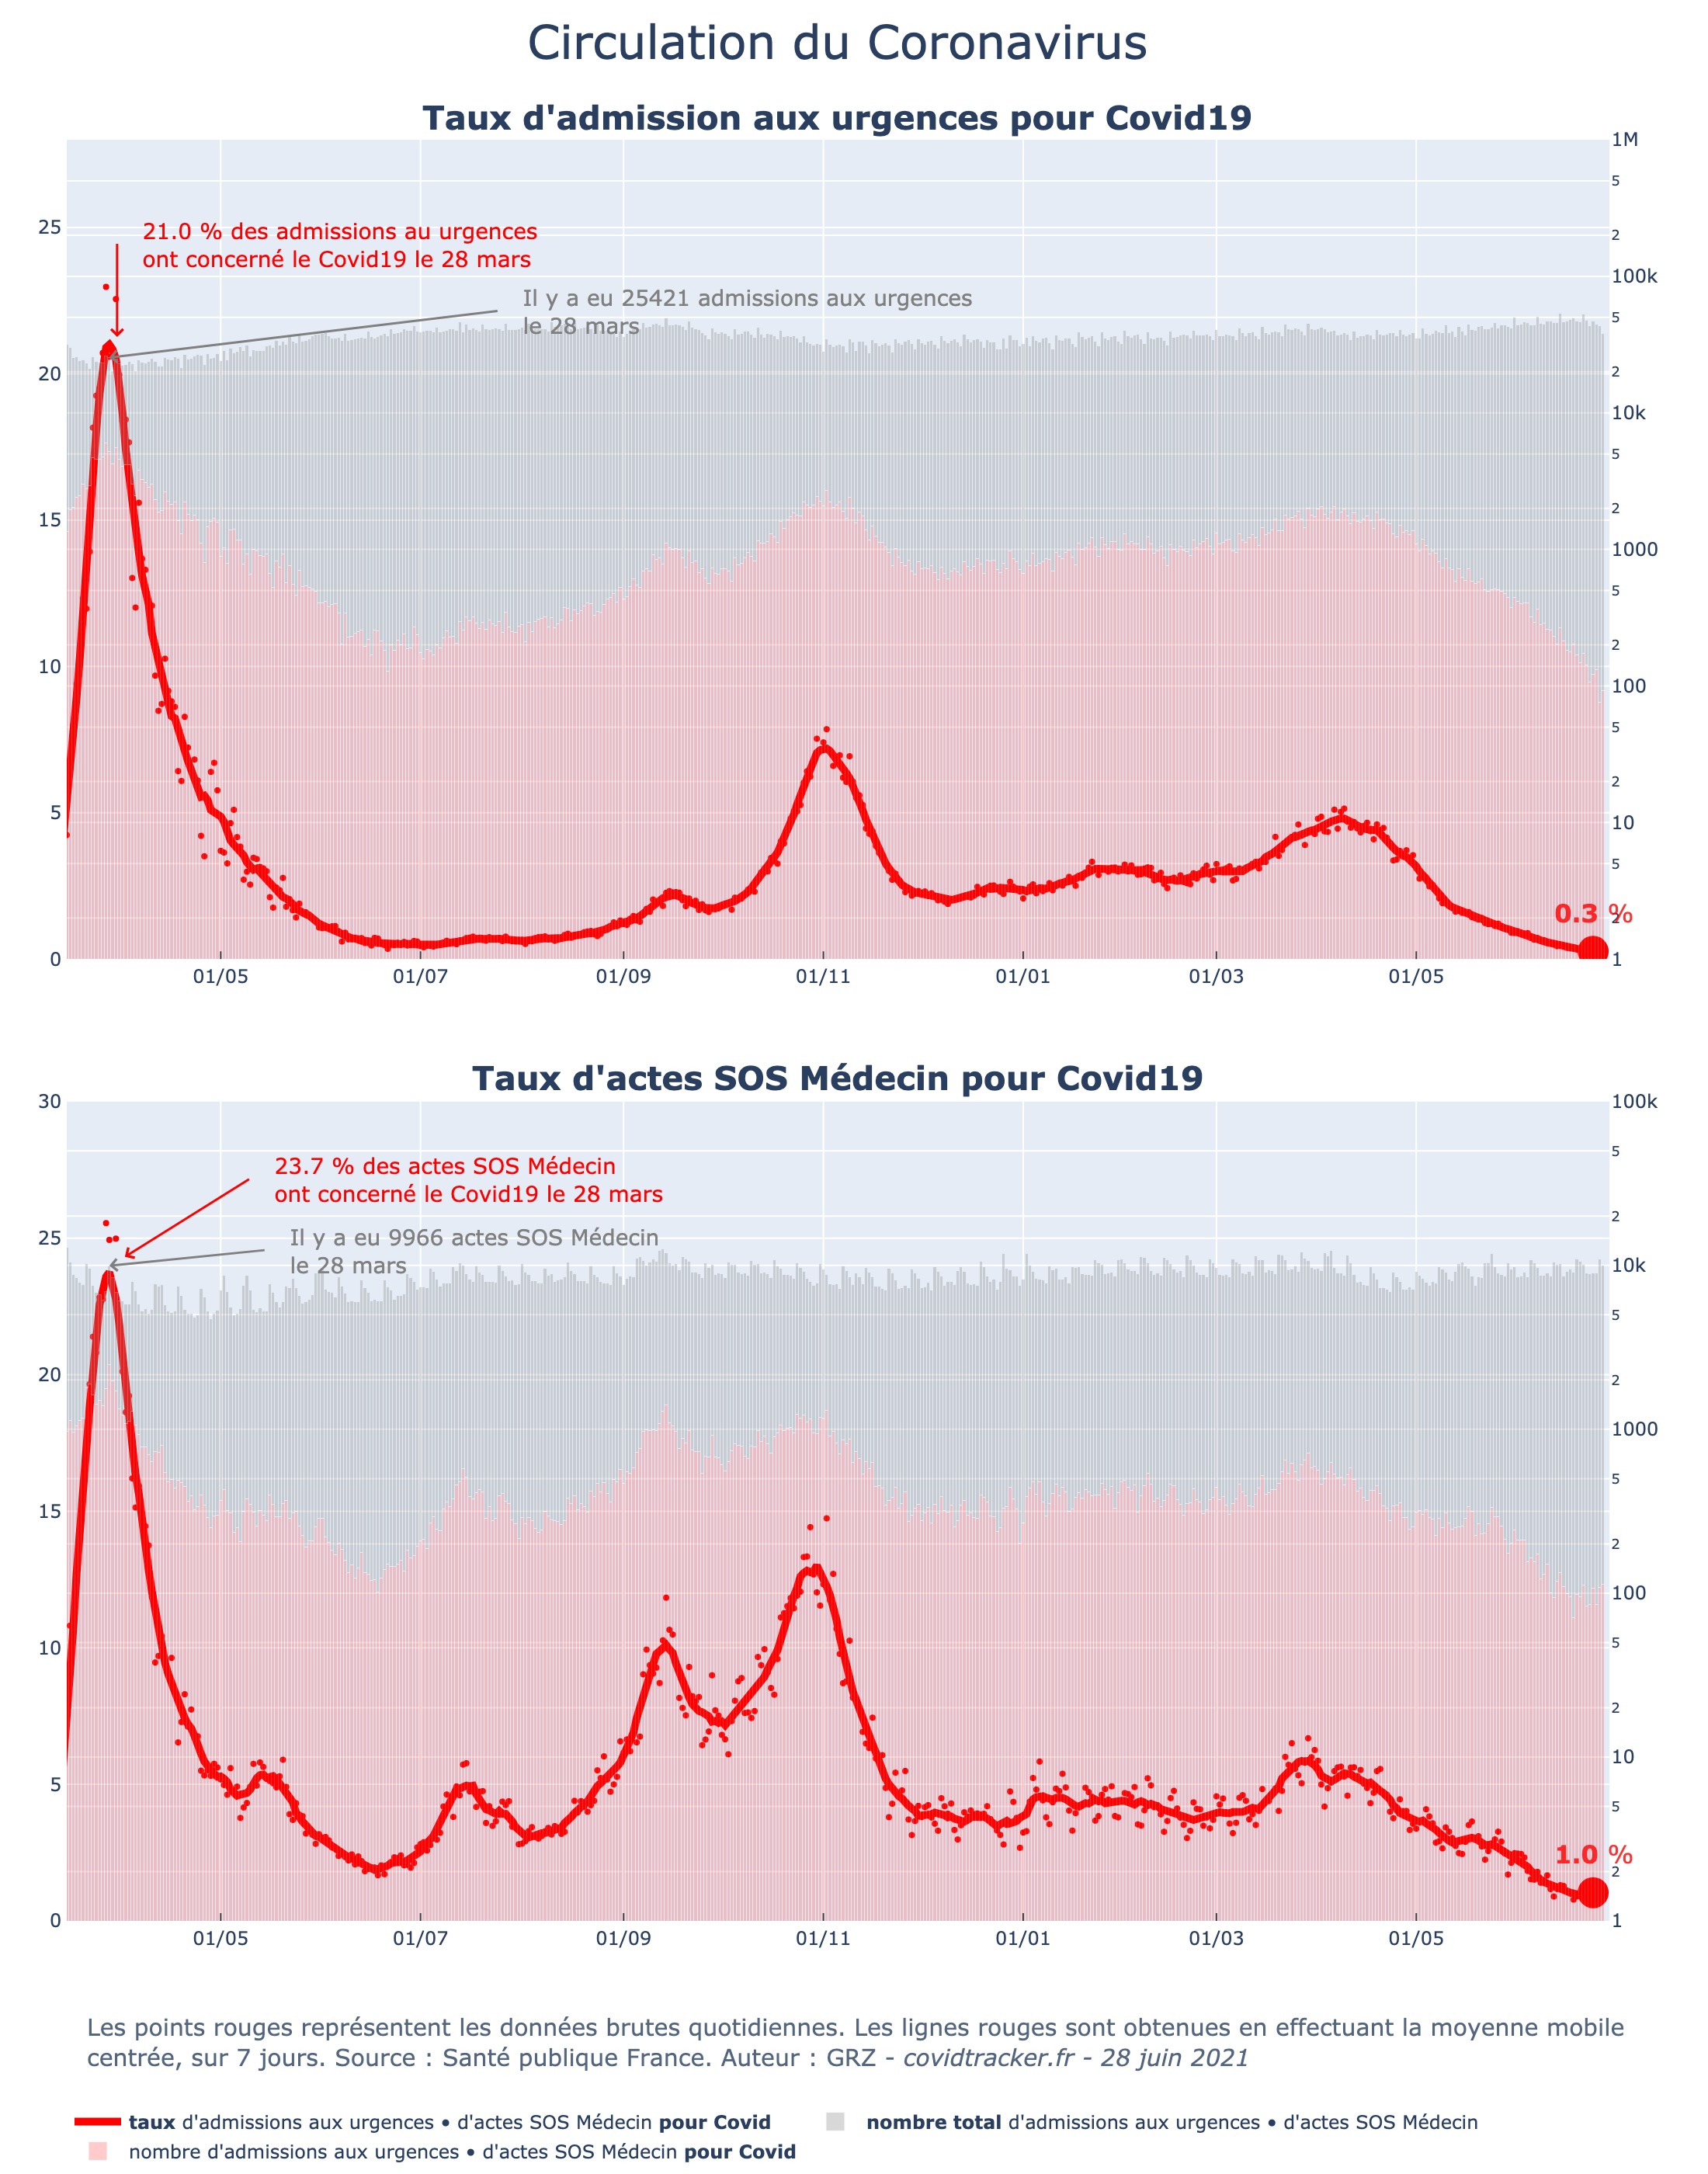 Circulation du Coronavirus
Taux d'admission aux urgences pour Covid19
1M
5
25
2
21.0 % des admissions au urgences
ont concerné le Covid19 le 28 mars
100k
Il y a eu 25421 admissions aux urgences
le 28 mars
5
20
2
10k
5
15
2
1000
5
10
2
100
5
2
5
10
5
0.3 %
2
0
1
01/05
01/07
01/09
01/11
01/01
01/03
01/05
Taux d'actes SOS Médecin pour Covid19
30
100k
5
23.7 % des actes SOS Médecin
ont concerné le Covid19 le 28 mars
2
25
Il y a eu 9966 actes SOS Médecin
le 28 mars
10k
5
20
2
1000
5
15
2
100
10
5
2
10
5
5
1.0 %
2
0
1
01/05
01/07
01/09
01/11
01/01
01/03
01/05
Les points rouges représentent les données brutes quotidiennes. Les lignes rouges sont obtenues en effectuant la moyenne mobile
centrée, sur 7 jours. Source : Santé publique France. Auteur : GRZ - covidtracker.fr - 28 juin 2021
taux d'admissions aux urgences • d'actes SOS Médecin pour Covid
nombre total d'admissions aux urgences • d'actes SOS Médecin
nombre d'admissions aux urgences • d'actes SOS Médecin pour Covid